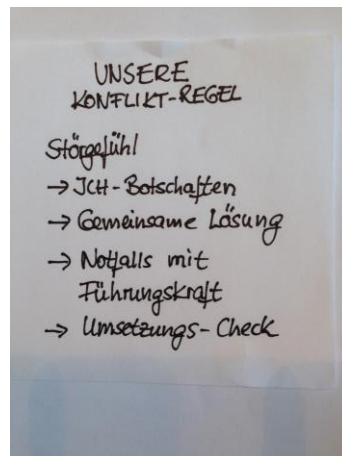 UNSERE
KONFLIKT-REGEL
Störgefühl
→ ICH-Botschaften
→ Gemeinsame Lösung
→ Notfalls mit
Führungskraft
→ Umsetzungs-Check